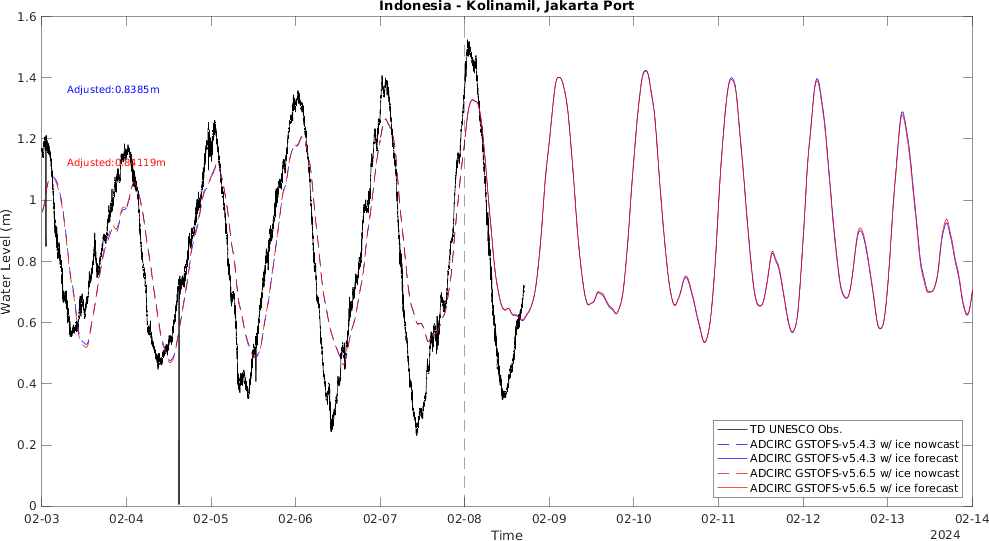 Indonesia - Kolinamil, Jakarta Port
1.6
1.4
1.2
1
0.8
0.6
0.4
0.2
0
Water Level (m)
Adjusted:0.8385m
Adjusted:0.84119m
TD UNESCO Obs.
ADCIRC GSTOFS-v5.4.3 w/ ice nowcast
ADCIRC GSTOFS-v5.4.3 w/ ice forecast
ADCIRC GSTOFS-v5.6.5 w/ ice nowcast
ADCIRC GSTOFS-v5.6.5 w/ ice forecast
02-03 02-04 02-05 02-06 02-07 02-08 02-09 02-10 02-11 02-12 02-13 02-14
Time
2024